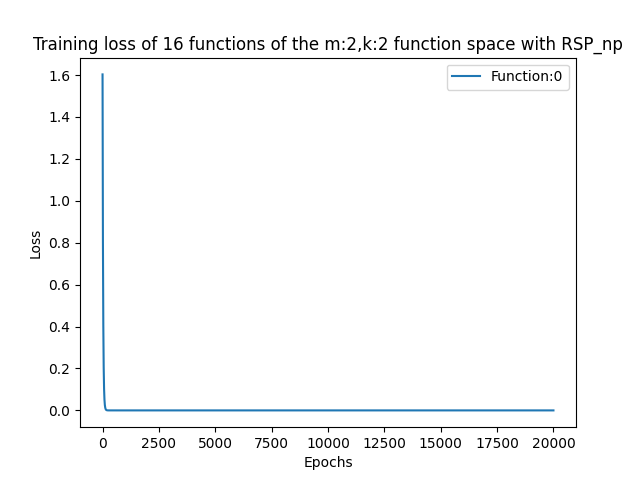 Training loss of 16 functions of the m:2,k:2 function space with RSP_np
Function:0
Loss
1.6
1.4
1.2
1.0
0.8
0.6
0.4
0.2
0.0
0 2500 5000 7500 10000 12500 15000 17500 20000
Epochs